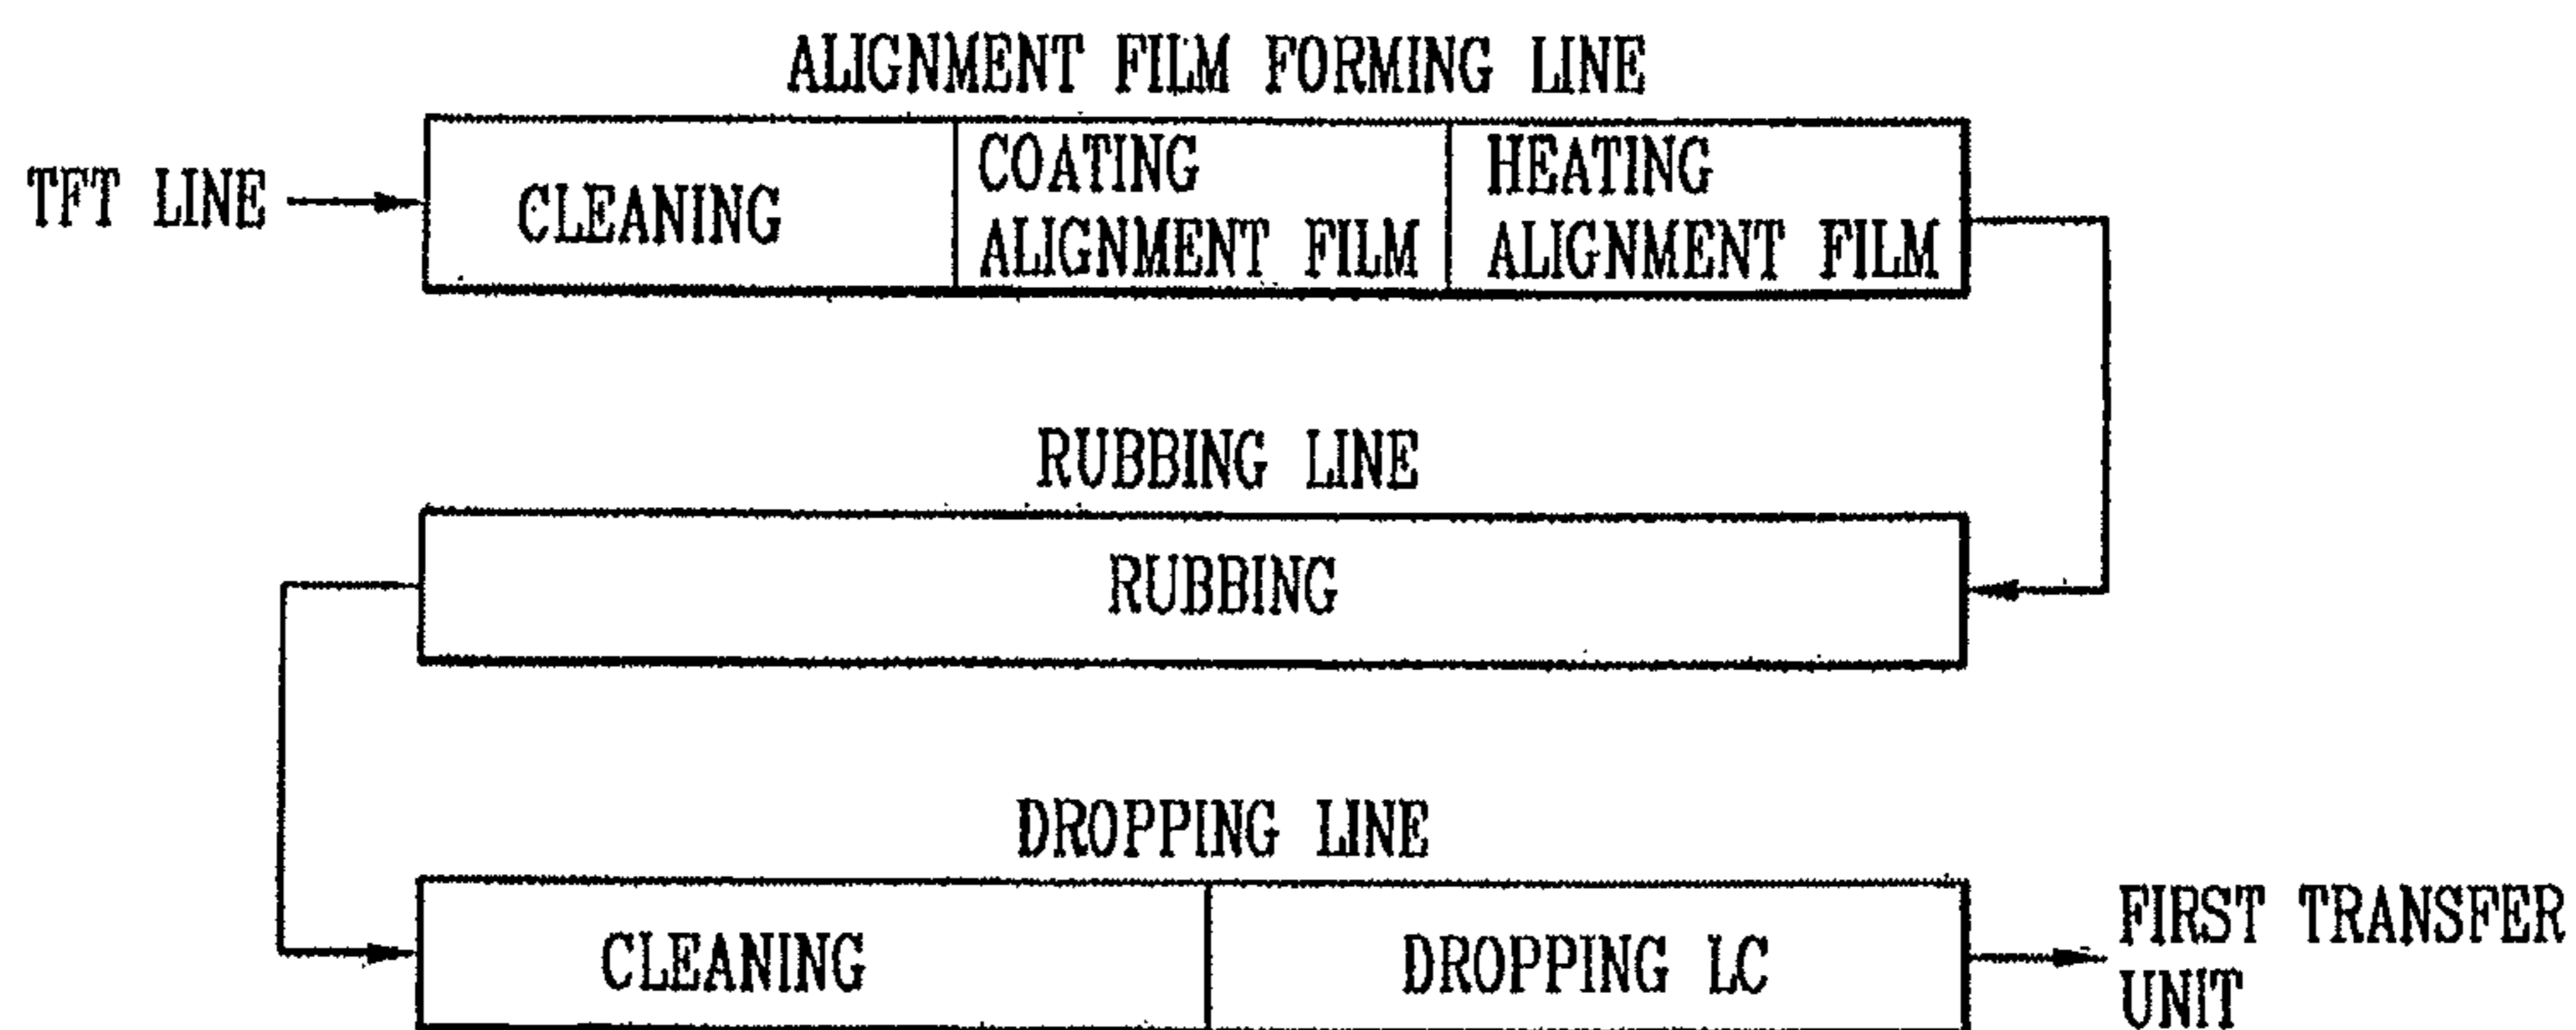 ALIGNMENT FILM FORMING LINE
TFT LINE
CLEANING
COATING
ALIGNMENT FILM
HEATING
ALIGNMENT FILM
RUBBING LINE
RUBBING
DROPPING LINE
CLEANING
DROPPING LC
FIRST TRANSFER
UNIT